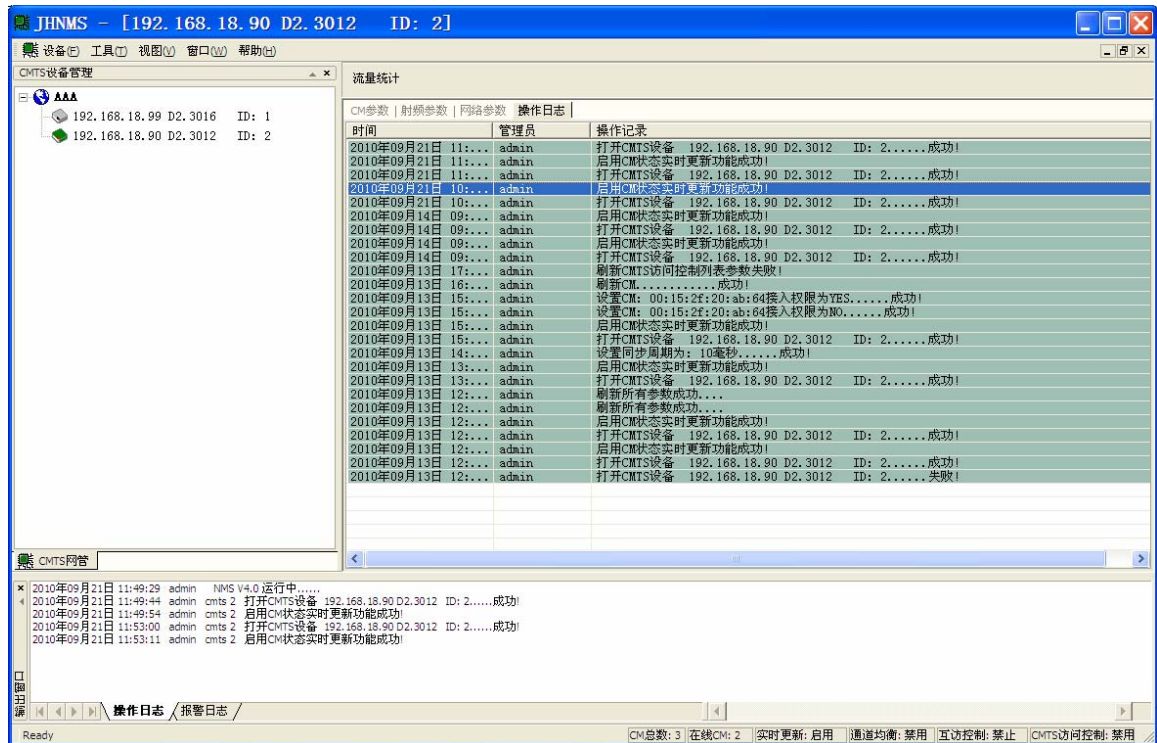 JHNMS - [192.168.18.90 D2.3012 ID: 2]
设备(E) 工具(T) 视图(V) 窗口(W) 帮助(H)
CMTS设备管理
AAA
192.168.18.99 D2.3016 ID: 1
192.168.18.90 D2.3012 ID: 2
CMTS网管
流量统计
CM参数 | 射频参数 | 网络参数 操作日志
时间 管理员 操作记录
2010年09月21日 11:... admin 打开CMTS设备 192.168.18.90 D2.3012 ID: 2......成功!
2010年09月21日 11:... admin 启用CM状态实时更新功能成功!
2010年09月21日 11:... admin 打开CMTS设备 192.168.18.90 D2.3012 ID: 2......成功!
2010年09月21日 10:... admin 启用CM状态实时更新功能成功!
2010年09月21日 10:... admin 打开CMTS设备 192.168.18.90 D2.3012 ID: 2......成功!
2010年09月14日 09:... admin 启用CM状态实时更新功能成功!
2010年09月14日 09:... admin 打开CMTS设备 192.168.18.90 D2.3012 ID: 2......成功!
2010年09月14日 09:... admin 启用CM状态实时更新功能成功!
2010年09月14日 09:... admin 打开CMTS设备 192.168.18.90 D2.3012 ID: 2......成功!
2010年09月13日 17:... admin 刷新CMTS访问控制列表参数失败!
2010年09月13日 16:... admin 刷新CM............成功!
2010年09月13日 15:... admin 设置CM: 00:15:2f:20:ab:64接入权限为YES......成功!
2010年09月13日 15:... admin 设置CM: 00:15:2f:20:ab:64接入权限为NO......成功!
2010年09月13日 15:... admin 启用CM状态实时更新功能成功!
2010年09月13日 15:... admin 打开CMTS设备 192.168.18.90 D2.3012 ID: 2......成功!
2010年09月13日 14:... admin 设置同步周期为: 10毫秒......成功!
2010年09月13日 13:... admin 启用CM状态实时更新功能成功!
2010年09月13日 13:... admin 打开CMTS设备 192.168.18.90 D2.3012 ID: 2......成功!
2010年09月13日 12:... admin 刷新所有参数成功....
2010年09月13日 12:... admin 刷新所有参数成功....
2010年09月13日 12:... admin 启用CM状态实时更新功能成功!
2010年09月13日 12:... admin 打开CMTS设备 192.168.18.90 D2.3012 ID: 2......成功!
2010年09月13日 12:... admin 启用CM状态实时更新功能成功!
2010年09月13日 12:... admin 打开CMTS设备 192.168.18.90 D2.3012 ID: 2......成功!
2010年09月13日 12:... admin 打开CMTS设备 192.168.18.90 D2.3012 ID: 2......失败!
2010年09月21日 11:49:29 admin NMS V4.0 运行中......
2010年09月21日 11:49:44 admin cmts 2 打开CMTS设备 192.168.18.90 D2.3012 ID: 2......成功!
2010年09月21日 11:49:54 admin cmts 2 启用CM状态实时更新功能成功!
2010年09月21日 11:53:00 admin cmts 2 打开CMTS设备 192.168.18.90 D2.3012 ID: 2......成功!
2010年09月21日 11:53:11 admin cmts 2 启用CM状态实时更新功能成功!
操作日志 报警日志
Ready CM总数: 3 在线CM: 2 实时更新: 启用 通道均衡: 禁用 互访控制: 禁止 CMTS访问控制: 禁用